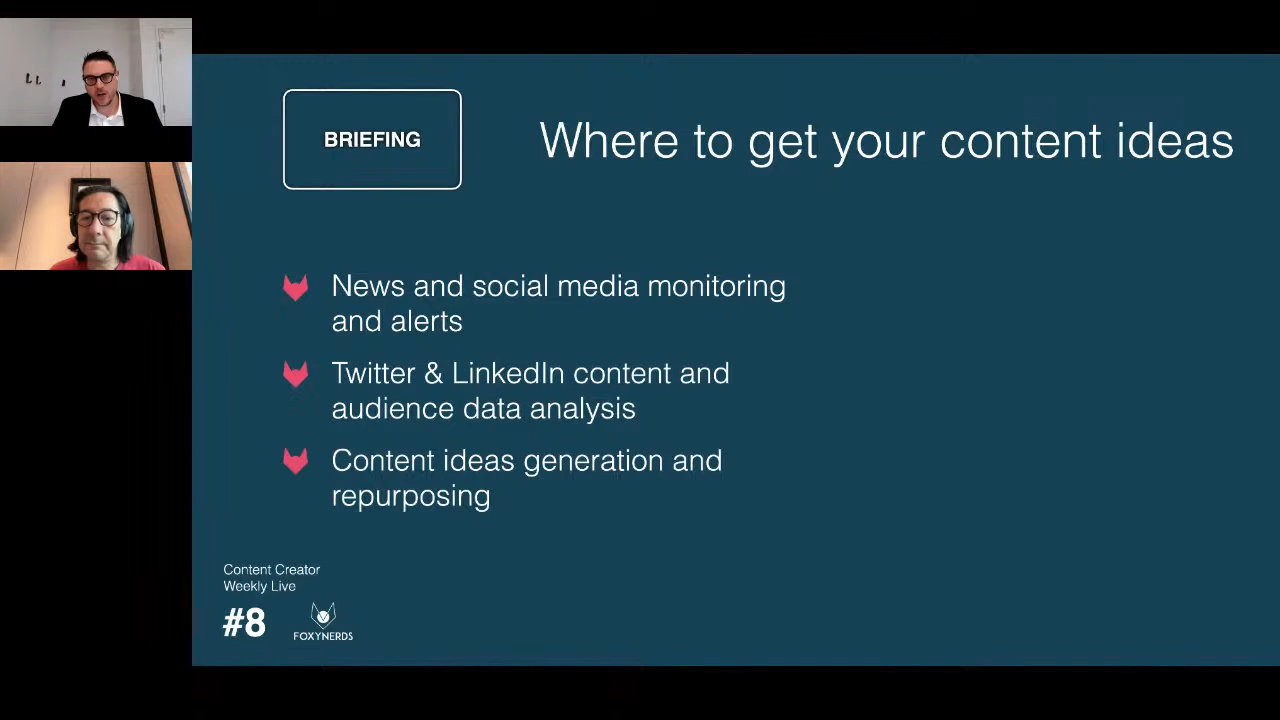 BRIEFING
Where to get your content ideas
News and social media monitoring
and alerts
Twitter & LinkedIn content and
audience data analysis
Content ideas generation and
repurposing
Content Creator
Weekly Live
#8
FOXYNERDS